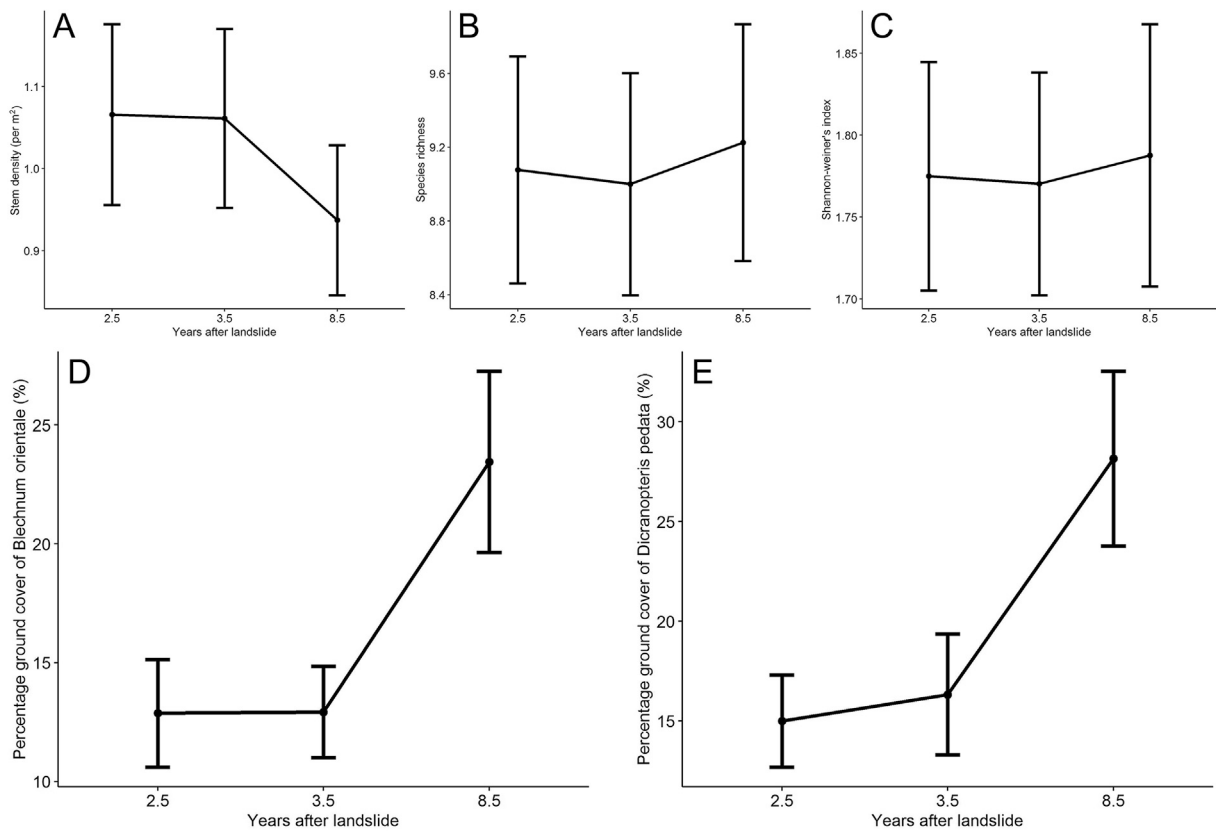 A
Stem density (per m²)
1.1
1.0
0.9
2.5 3.5 8.5
Years after landslide
B
Species richness
9.6
9.2
8.8
8.4
2.5 3.5 8.5
Years after landslide
C
Shannon-weiner's index
1.85
1.80
1.75
1.70
2.5 3.5 8.5
Years after landslide
D
Percentage ground cover of Blechnum orientale (%)
25
20
15
10
2.5 3.5 8.5
Years after landslide
E
Percentage ground cover of Dicranopteris pedata (%)
30
25
20
15
2.5 3.5 8.5
Years after landslide